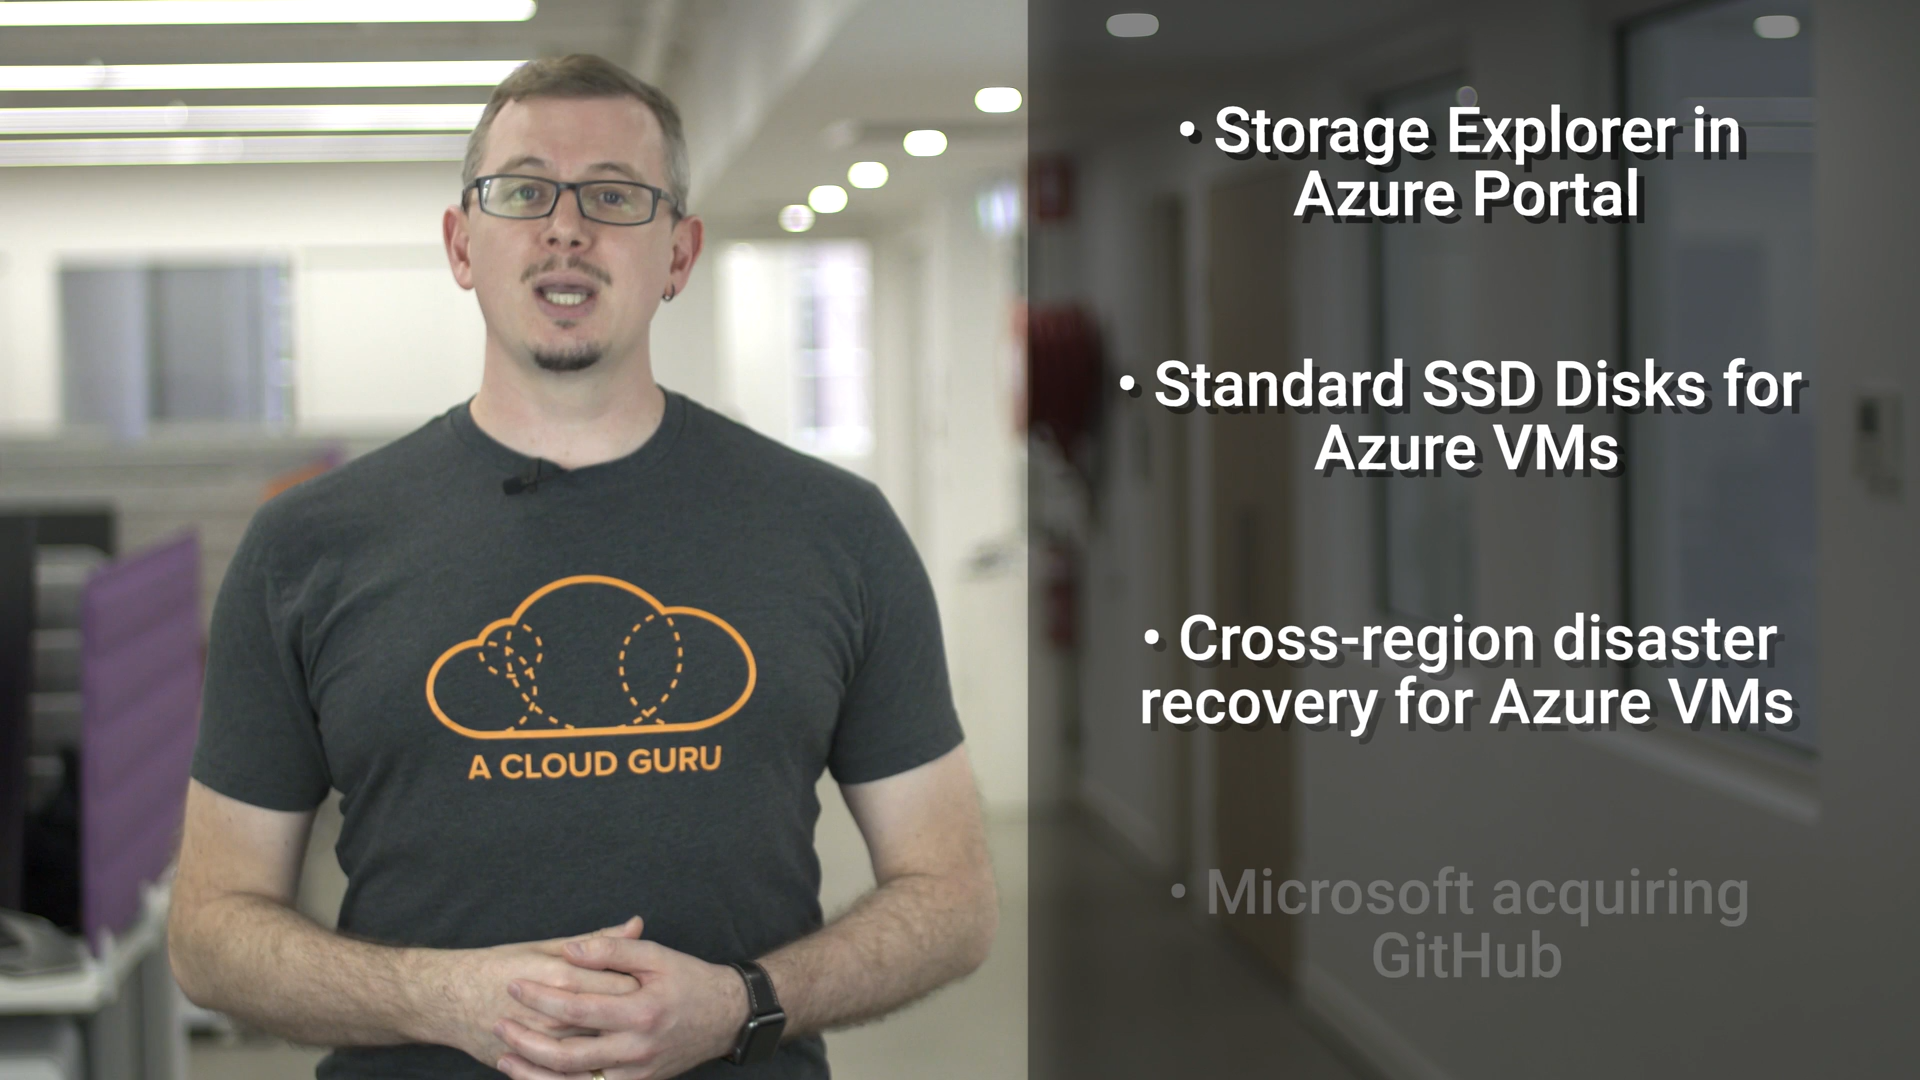 • Storage Explorer in
Azure Portal
• Standard SSD Disks for
Azure VMs
• Cross-region disaster
recovery for Azure VMs
• Microsoft acquiring
GitHub
A CLOUD GURU